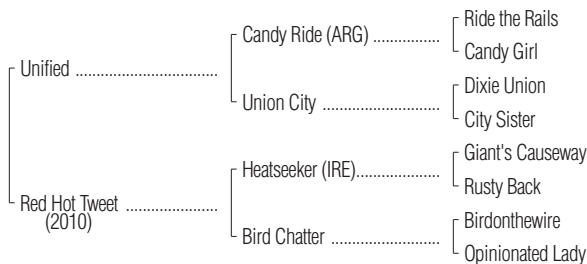 Ride the Rails
Candy Ride (ARG) ................
Candy Girl
Unified ..................................
Dixie Union
Union City ............................
City Sister
Giant's Causeway
Heatseeker (IRE)....................
Rusty Back
Red Hot Tweet ......................
(2010)
Birdonthewire
Bird Chatter ..........................
Opinionated Lady